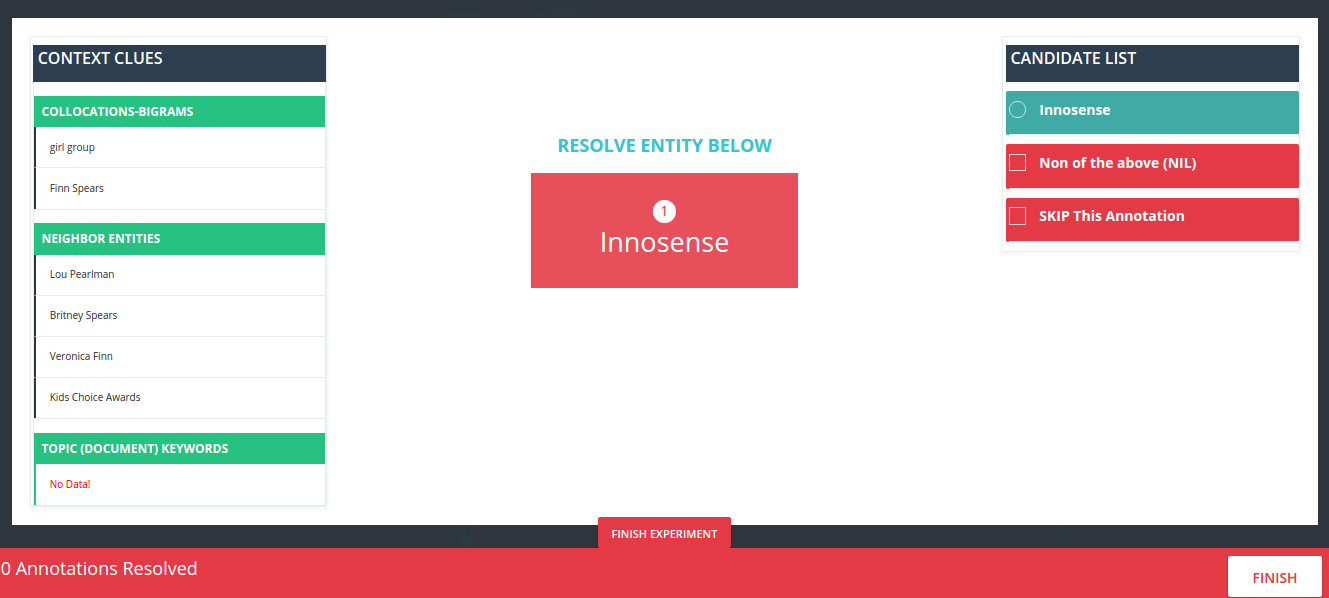 CONTEXT CLUES
COLLOCATIONS-BIGRAMS
girl group
Finn Spears
NEIGHBOR ENTITIES
Lou Pearlman
Britney Spears
Veronica Finn
Kids Choice Awards
TOPIC (DOCUMENT) KEYWORDS
No Data!
RESOLVE ENTITY BELOW
1
Innosense
CANDIDATE LIST
Innosense
Non of the above (NIL)
SKIP This Annotation
FINISH EXPERIMENT
0 Annotations Resolved
FINISH